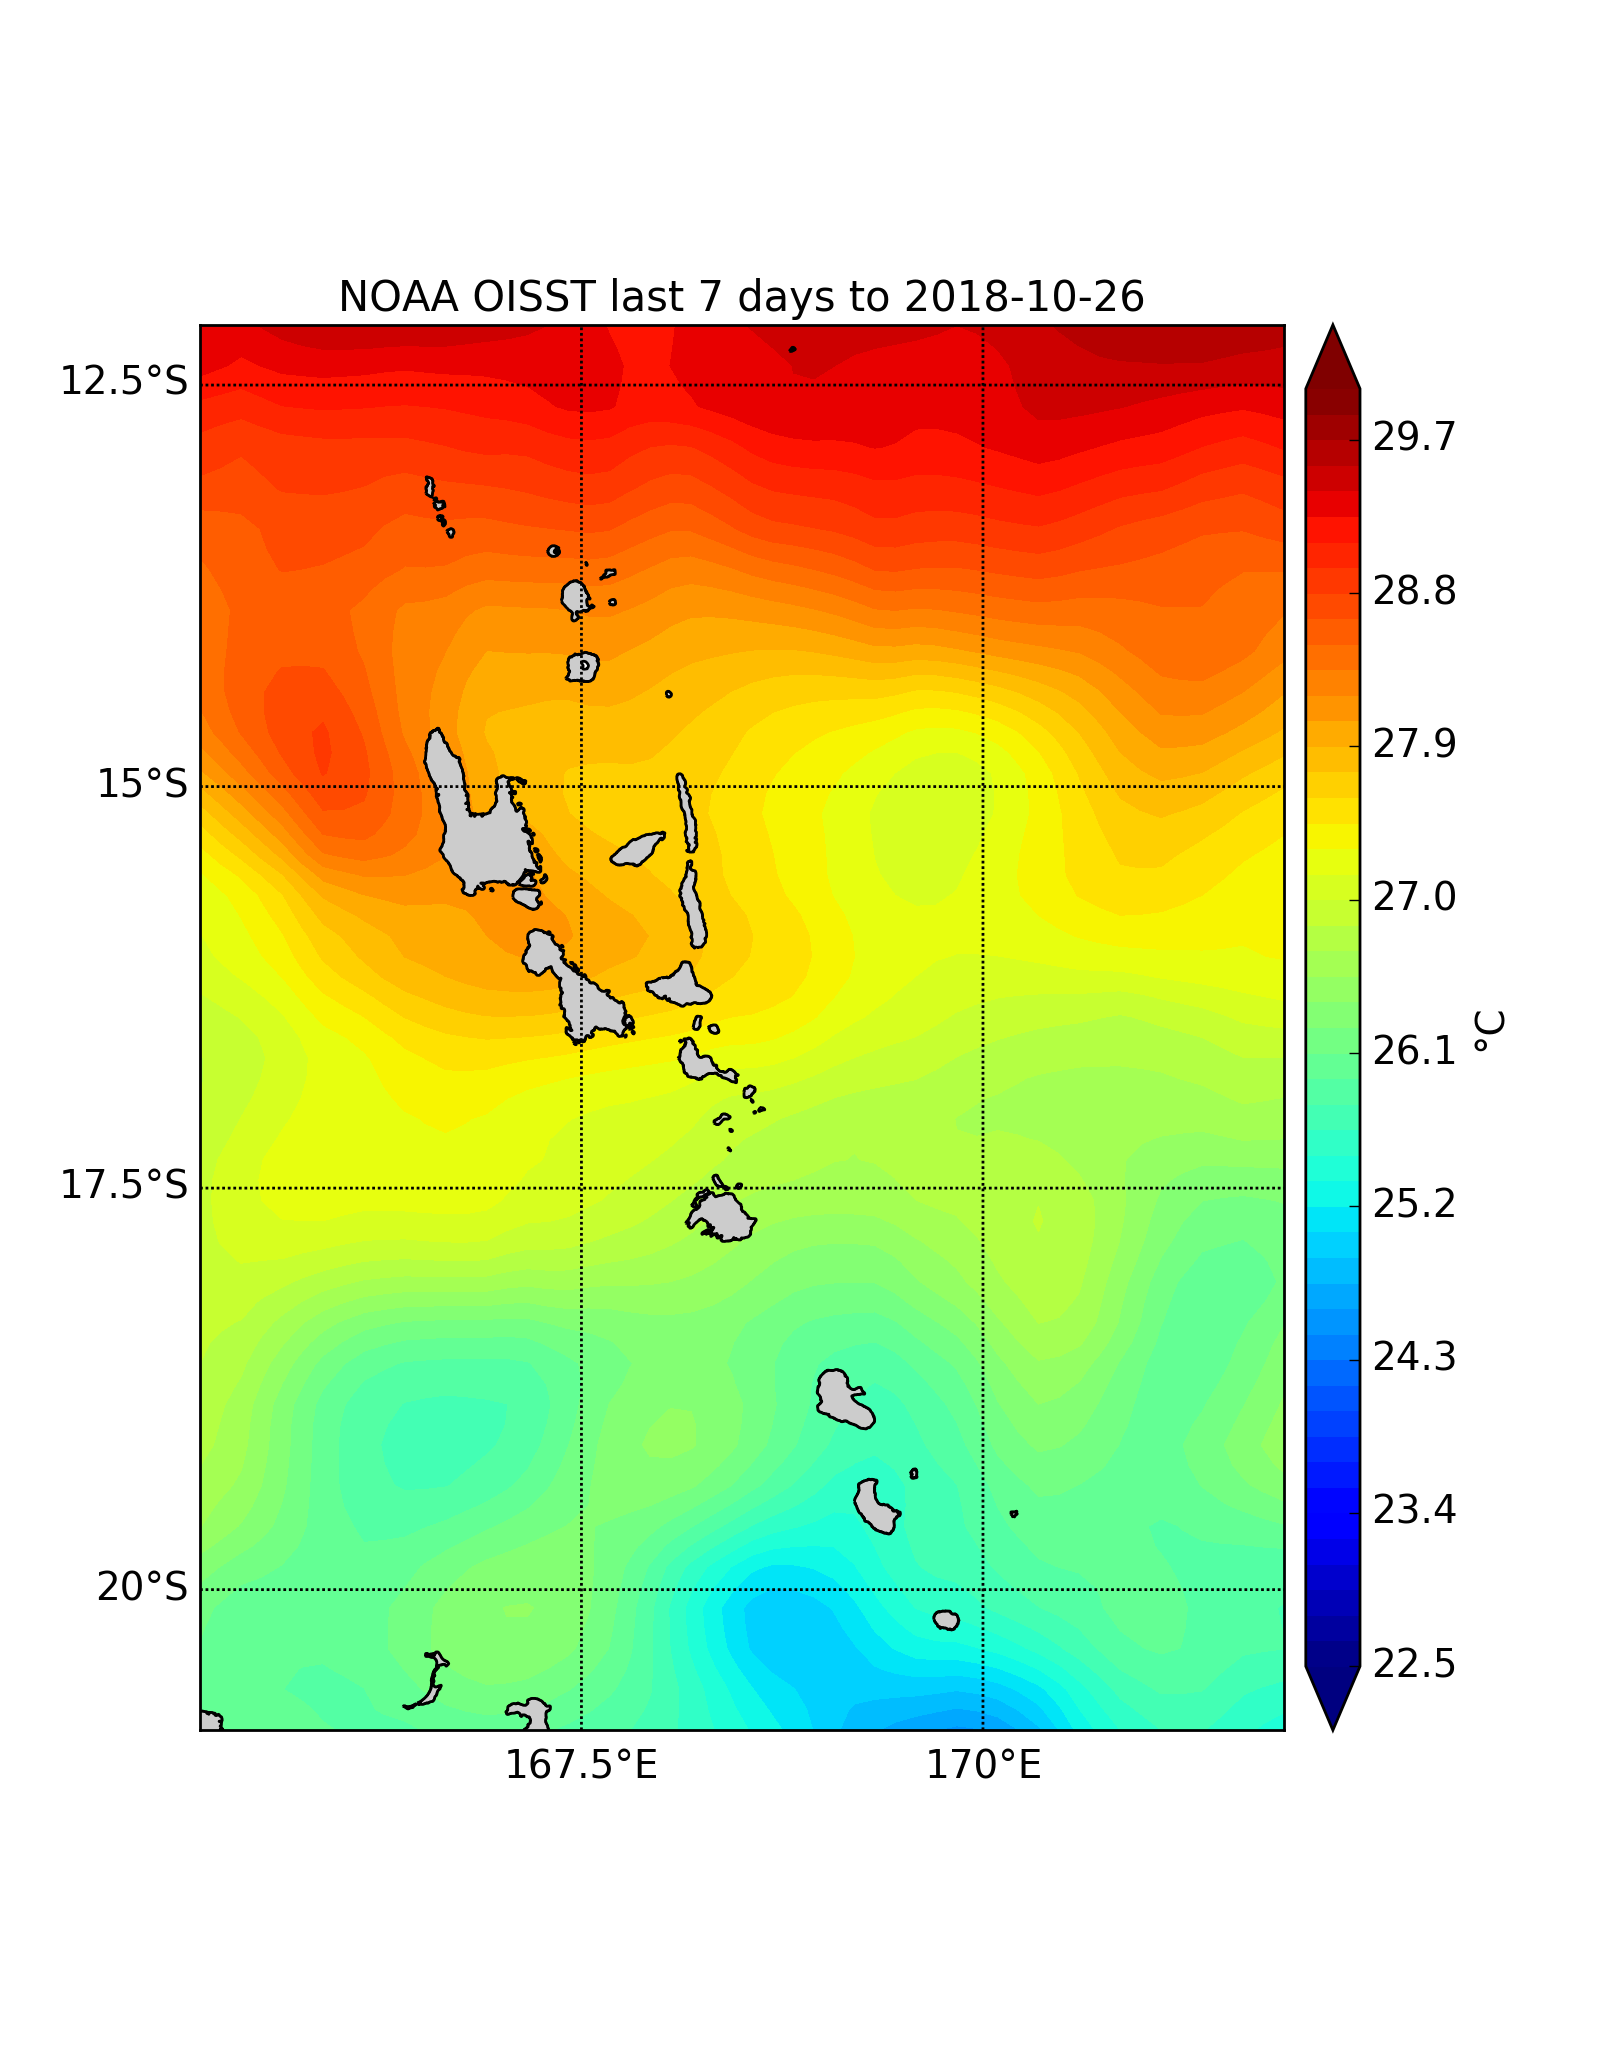 NOAA OISST last 7 days to 2018-10-26
12.5°S
15°S
17.5°S
20°S
167.5°E
170°E
29.7
28.8
27.9
27.0
26.1
25.2
24.3
23.4
22.5
°C